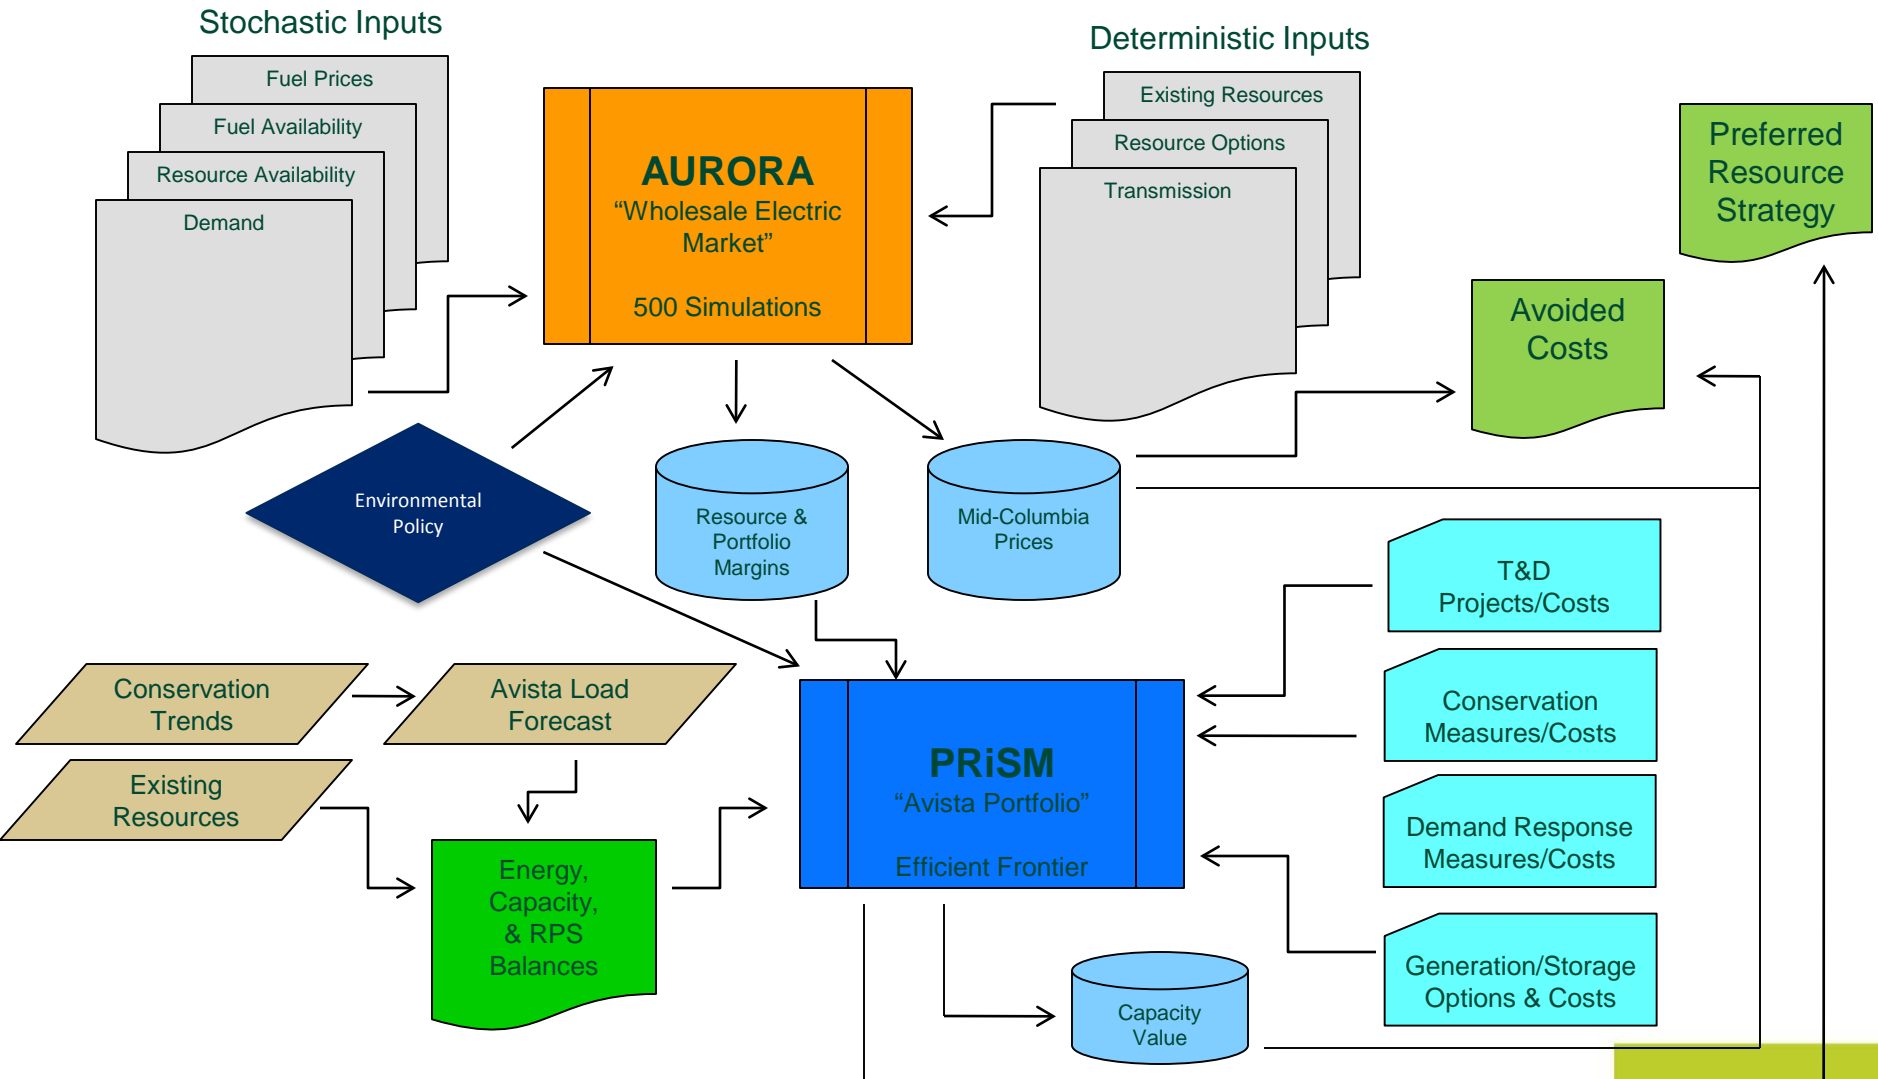 Stochastic Inputs
Deterministic Inputs
Fuel Prices
Fuel Availability
Resource Availability
Demand
AURORA
“Wholesale Electric
Market”
500 Simulations
Existing Resources
Resource Options
Transmission
Preferred
Resource
Strategy
Avoided
Costs
Environmental
Policy
Resource &
Portfolio
Margins
Mid-Columbia
Prices
T&D
Projects/Costs
Conservation
Measures/Costs
Demand Response
Measures/Costs
Generation/Storage
Options & Costs
Conservation
Trends
Avista Load
Forecast
Existing
Resources
Energy,
Capacity,
& RPS
Balances
PRiSM
“Avista Portfolio”
Efficient Frontier
Capacity
Value